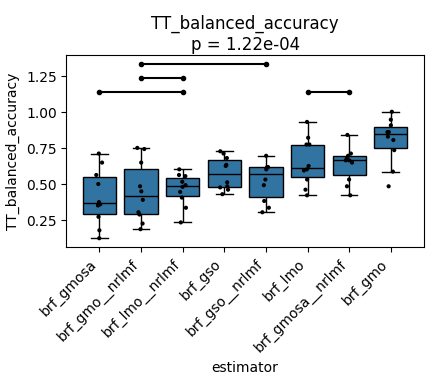 TT_balanced_accuracy
p = 1.22e-04
TT_balanced_accuracy
1.25
1.00
0.75
0.50
0.25
brf_gmosa
brf_gmo__nrlmf
brf_lmo__nrlmf
brf_gso
brf_gso__nrlmf
brf_lmo
brf_gmosa__nrlmf
brf_gmo
estimator